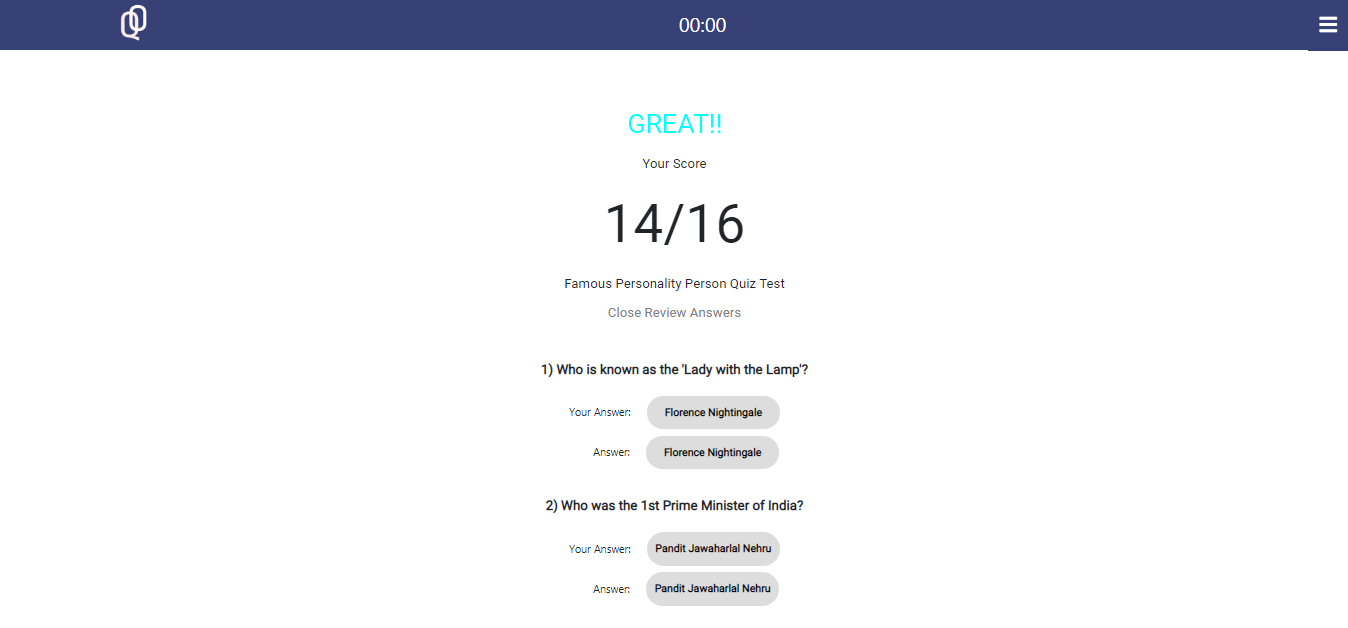 00:00
GREAT!!
Your Score
14/16
Famous Personality Person Quiz Test
Close Review Answers
1) Who is known as the 'Lady with the Lamp'?
Your Answer: Florence Nightingale
Answer: Florence Nightingale
2) Who was the 1st Prime Minister of India?
Your Answer: Pandit Jawaharlal Nehru
Answer: Pandit Jawaharlal Nehru